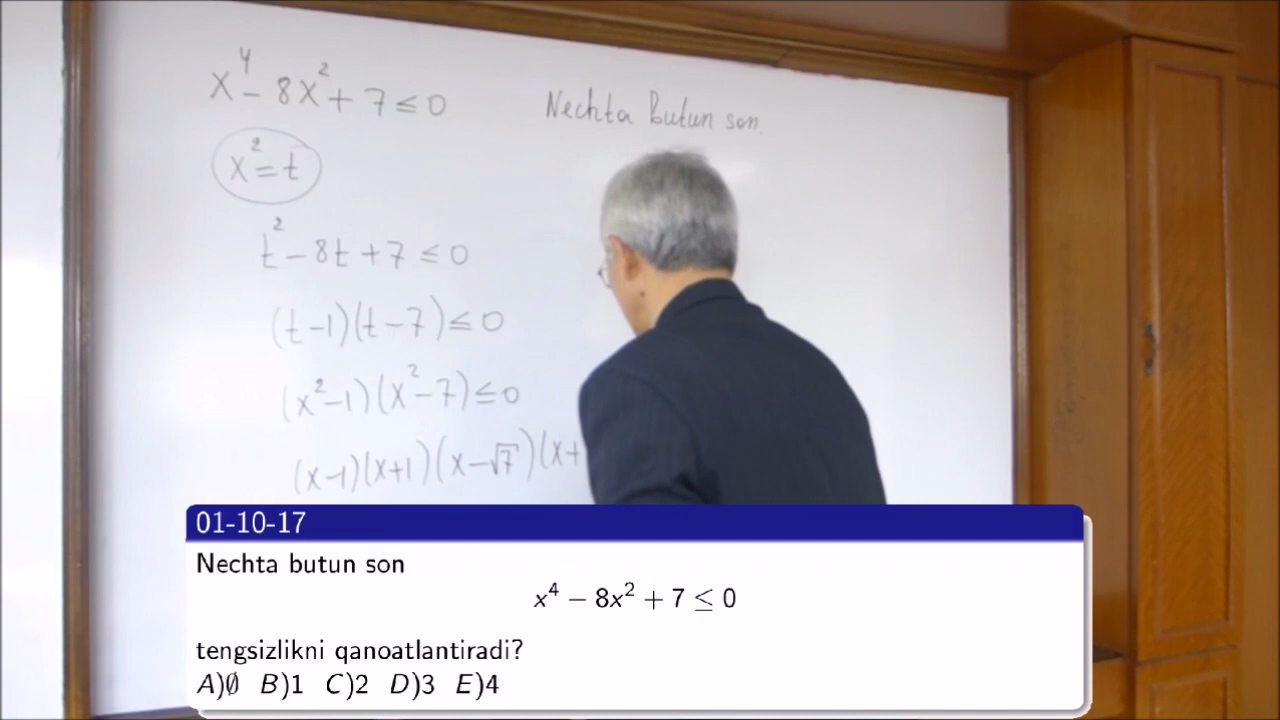 x⁴ − 8x² + 7 ≤ 0
Nechta butun son.
x² = t
t² − 8t + 7 ≤ 0
(t−1)(t−7) ≤ 0
(x²−1)(x²−7) ≤ 0
(x−1)(x+1)(x−√7)(x+
01-10-17
Nechta butun son
x⁴ − 8x² + 7 ≤ 0
tengsizlikni qanoatlantiradi?
A)∅ B)1 C)2 D)3 E)4